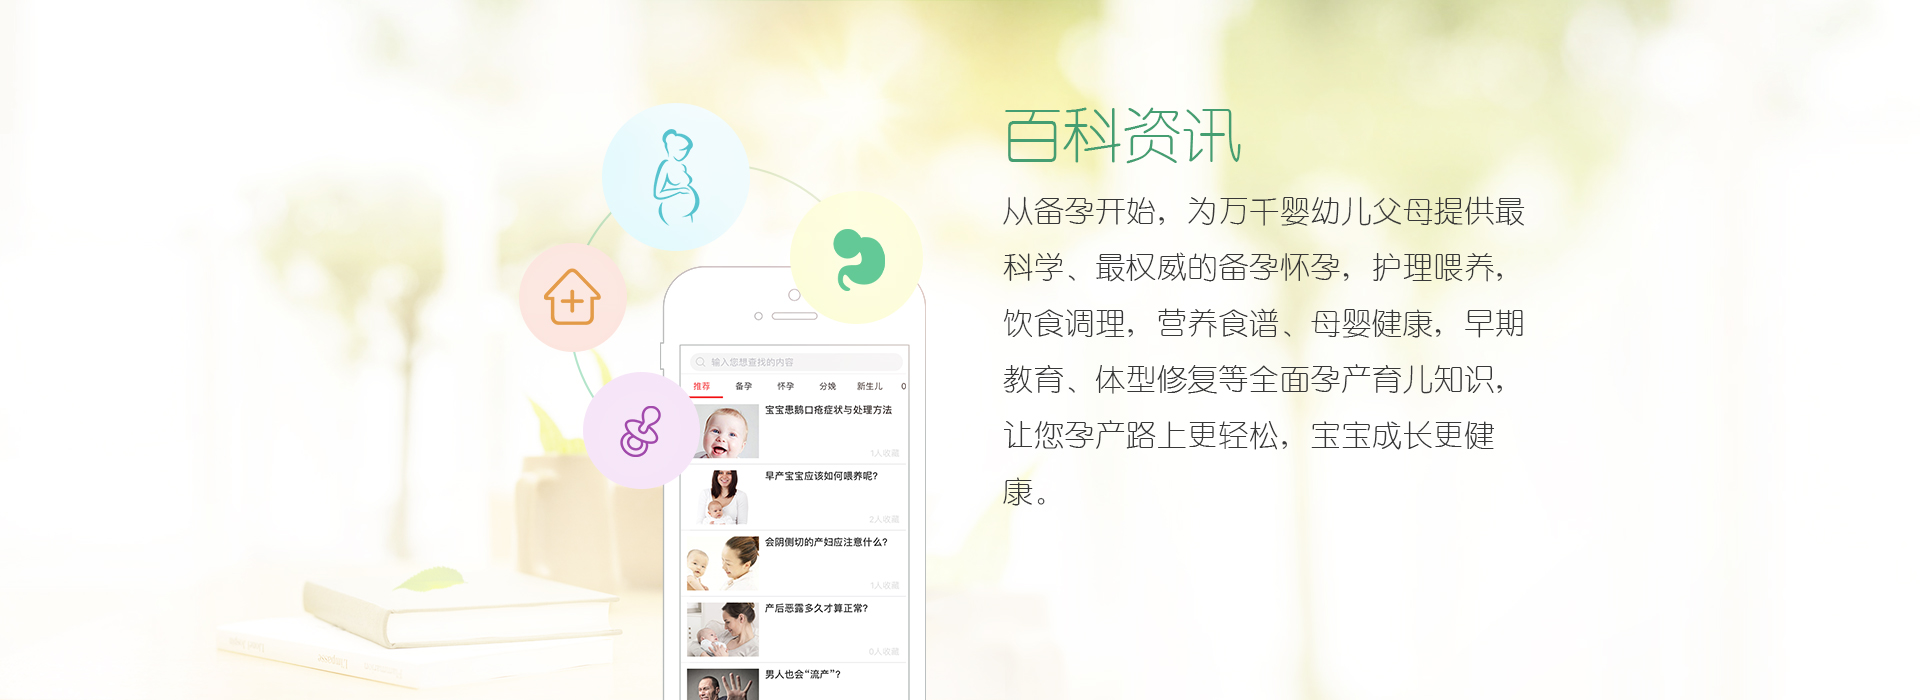 百科资讯
从备孕开始，为万千婴幼儿父母提供最
科学、最权威的备孕怀孕，护理喂养，
饮食调理，营养食谱、母婴健康，早期
教育、体型修复等全面孕产育儿知识，
让您孕产路上更轻松，宝宝成长更健
康。
输入您想查找的内容
推荐 备孕 怀孕 分娩 新生儿 0
宝宝患鹅口疮症状与处理方法
1人收藏
早产宝宝应该如何喂养呢?
2人收藏
会阴侧切的产妇应注意什么?
1人收藏
产后恶露多久才算正常?
0人收藏
男人也会“流产”?